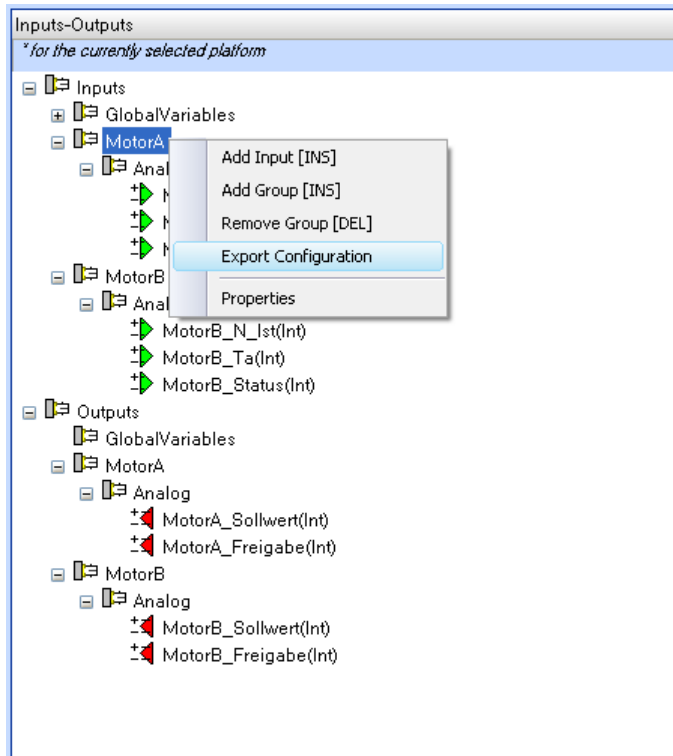 Inputs-Outputs
* for the currently selected platform
Inputs
GlobalVariables
MotorA
Add Input [INS]
Add Group [INS]
Remove Group [DEL]
Export Configuration
Properties
MotorB
MotorB_N_Ist(Int)
MotorB_Ta(Int)
MotorB_Status(Int)
Outputs
GlobalVariables
MotorA
Analog
MotorA_Sollwert(Int)
MotorA_Freigabe(Int)
MotorB
Analog
MotorB_Sollwert(Int)
MotorB_Freigabe(Int)